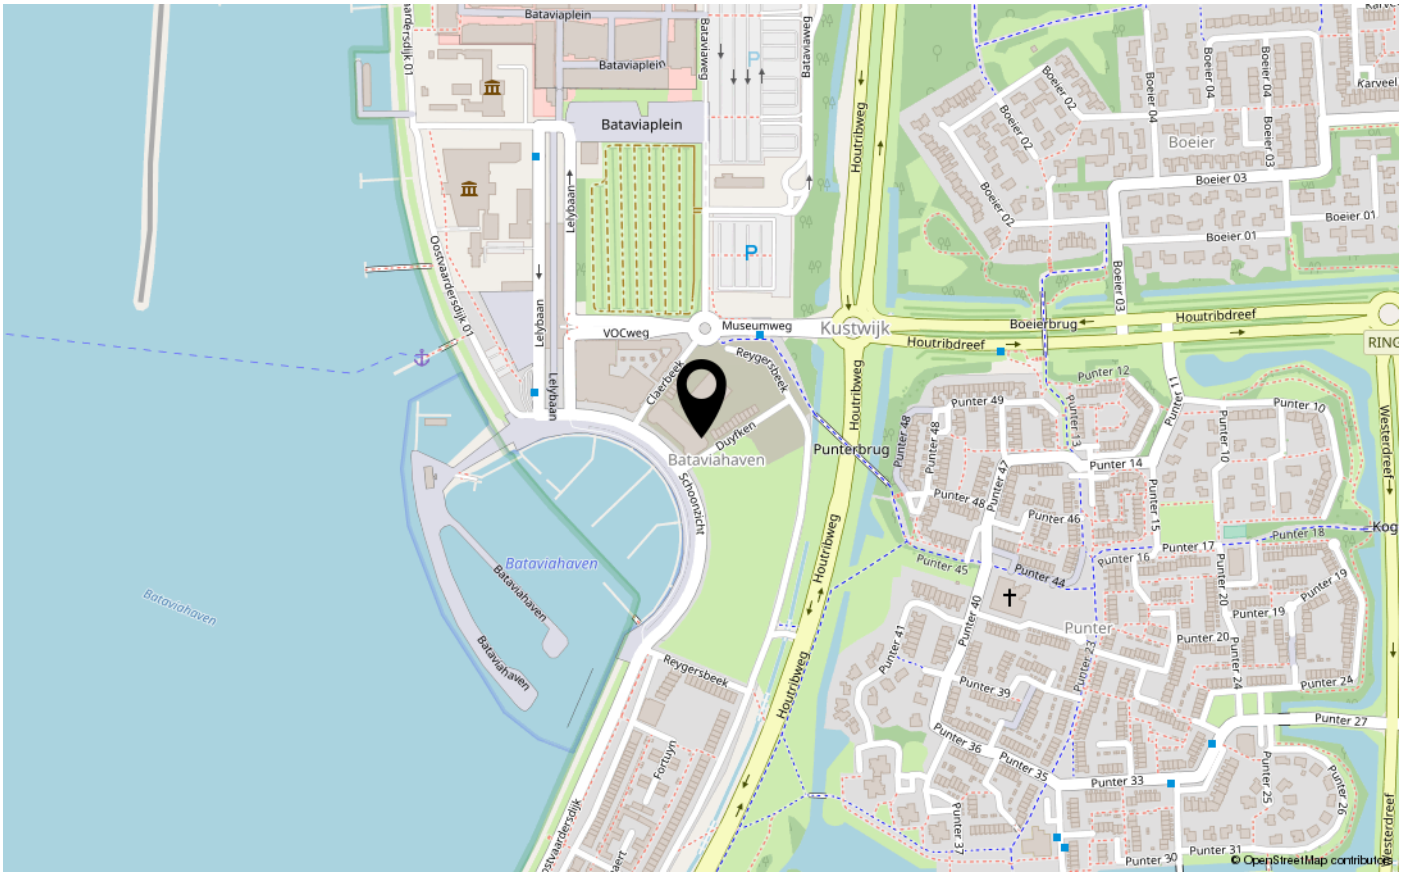 Bataviaplein
Karve
aardersdijk 01
Bataviaweg
Bataviaweg
Bataviaplein
P
Boeier 02
Boeier 04
Boeier 04
Karveel
Houtribweg
Boeier 02
Bataviaplein
Boeier
Boeier 03
Boeier 03
Boeier 02
Lelybaan
Boeier 01
Boeier 01
Oostvaardersdijk 01
P
Boeier 03
Lelybaan
VOCweg
Museumweg
Kustwijk
Boeierbrug
Houtribdreef
Houtribdreef
RING
Reygersbeek
Claerbeek
Lelybaan
Houtribweg
Punter 12
Punter 11
Punter 49
Punter 10
Punter 13
Punter 10
Westerdreef
Duyfken
Punterbrug
Punter 48
Punter 48
Bataviahaven
Punter 47
Punter 14
Schoonzicht
Punter 48
Punter 15
Punter 46
Kog
Houtribweg
Punter 18
Punter 17
Bataviahaven
Punter 45
Punter 44
Punter 16
Punter 20
Punter 19
Bataviahaven
Bataviahaven
Punter 40
Punter 19
Punter
Punter 20
Punter 41
Punter 23
Bataviahaven
Reygersbeek
Houtribweg
Punter 39
Punter 24
Punter 24
Punter 27
Punter 36
Fortuyn
Punter 35
Punter 33
Punter 25
Punter 26
Punter 37
ostvaardersdijk
aert
Punter 31
Punter 30
Westerdreef
© OpenStreetMap contributors